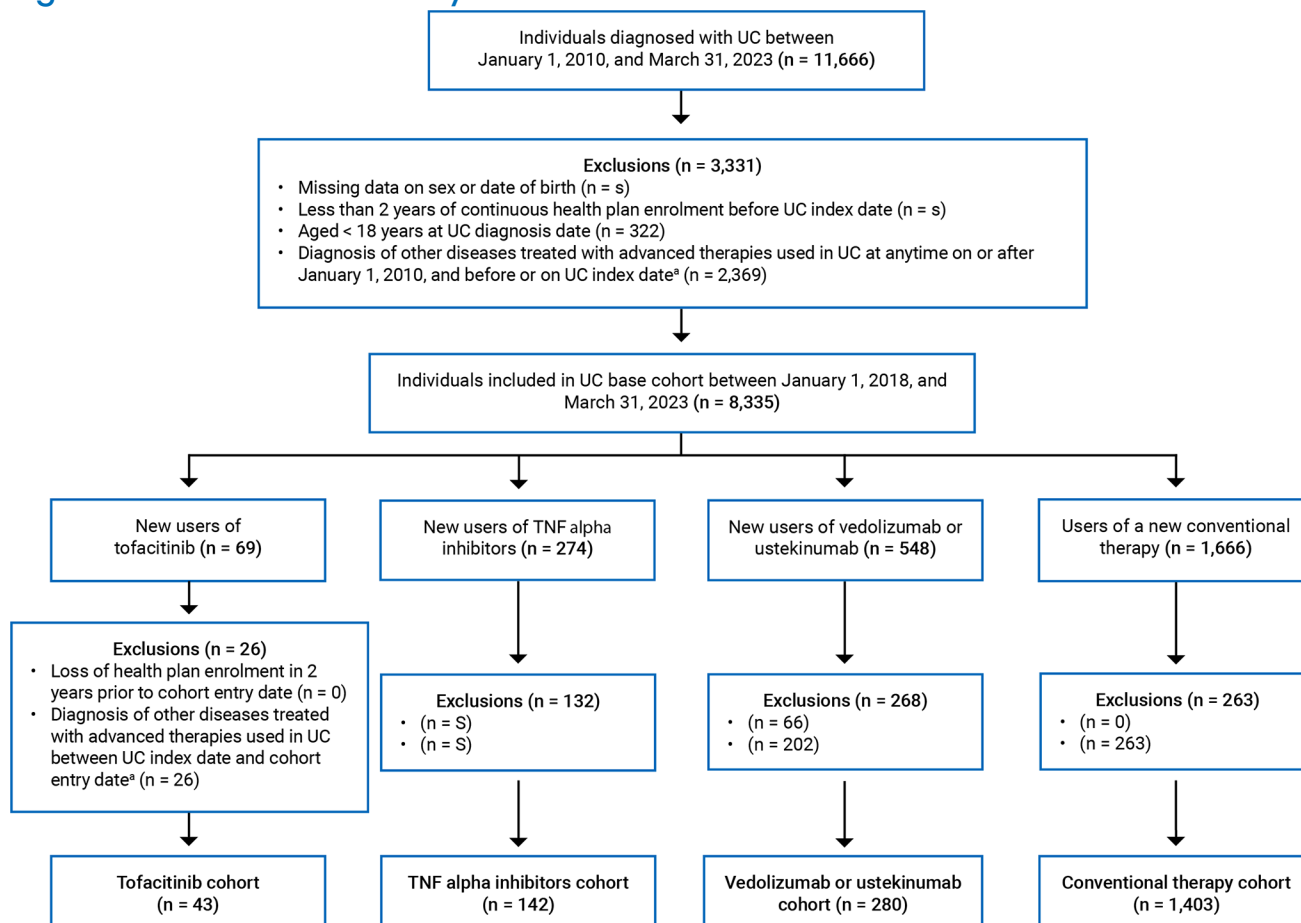 Individuals diagnosed with UC between
January 1, 2010, and March 31, 2023 (n = 11,666)
Exclusions (n = 3,331)
• Missing data on sex or date of birth (n = s)
• Less than 2 years of continuous health plan enrolment before UC index date (n = s)
• Aged < 18 years at UC diagnosis date (n = 322)
• Diagnosis of other diseases treated with advanced therapies used in UC at anytime on or after
January 1, 2010, and before or on UC index dateª (n = 2,369)
Individuals included in UC base cohort between January 1, 2018, and
March 31, 2023 (n = 8,335)
New users of
tofacitinib (n = 69)
New users of TNF alpha
inhibitors (n = 274)
New users of vedolizumab or
ustekinumab (n = 548)
Users of a new conventional
therapy (n = 1,666)
Exclusions (n = 26)
• Loss of health plan enrolment in 2
years prior to cohort entry date (n = 0)
• Diagnosis of other diseases treated
with advanced therapies used in UC
between UC index date and cohort
entry dateª (n = 26)
Exclusions (n = 132)
• (n = S)
• (n = S)
Exclusions (n = 268)
• (n = 66)
• (n = 202)
Exclusions (n = 263)
• (n = 0)
• (n = 263)
Tofacitinib cohort
(n = 43)
TNF alpha inhibitors cohort
(n = 142)
Vedolizumab or ustekinumab
cohort (n = 280)
Conventional therapy cohort
(n = 1,403)